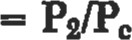 = P₂/Pc